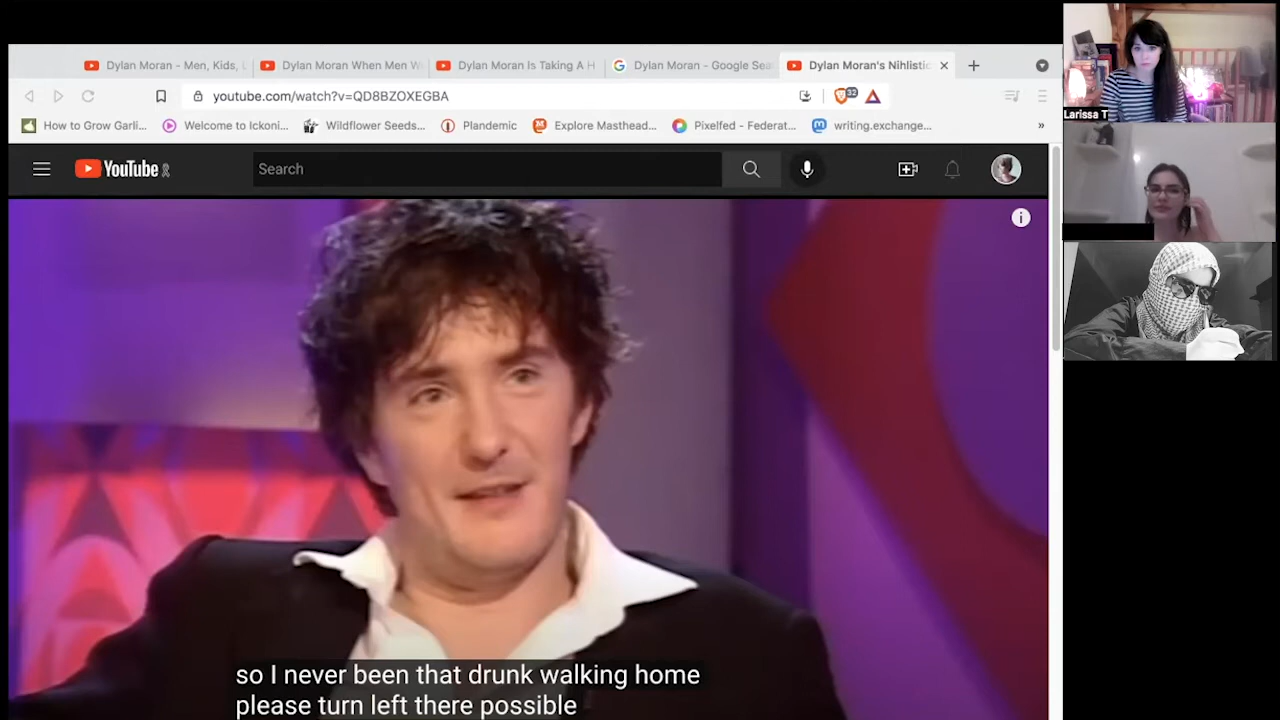 Dylan Moran - Men, Kids,
Dylan Moran When Men W
Dylan Moran Is Taking A H
Dylan Moran - Google Sea
Dylan Moran's Nihlistic
youtube.com/watch?v=QD8BZOXEGBA
32
How to Grow Garli...
Welcome to Ickoni...
Wildflower Seeds...
Plandemic
Explore Masthead...
Pixelfed - Federat...
writing.exchange...
»
YouTube
Search
so I never been that drunk walking home
please turn left there possible
Larissa T